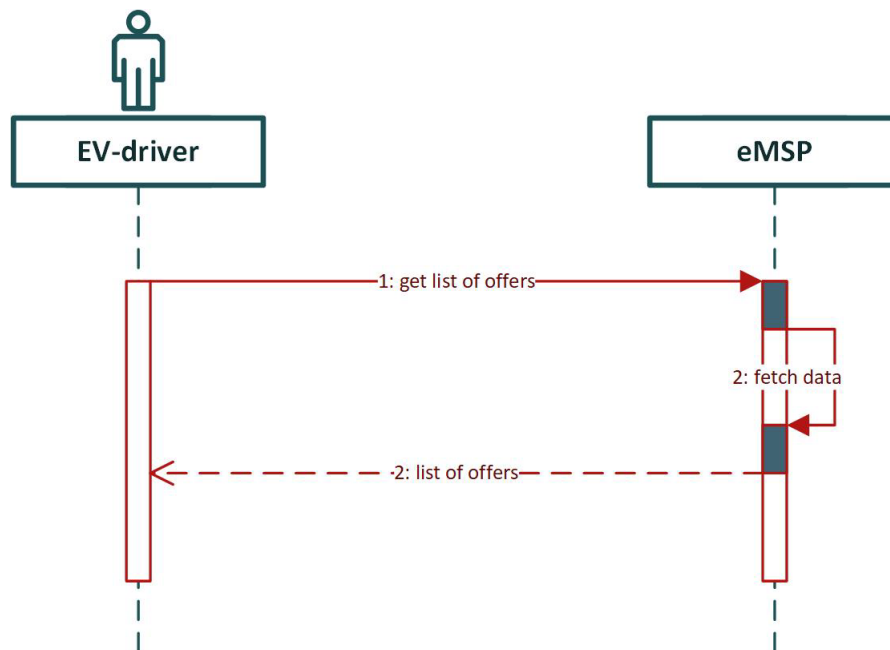 EV-driver
eMSP
1: get list of offers
2: fetch data
2: list of offers